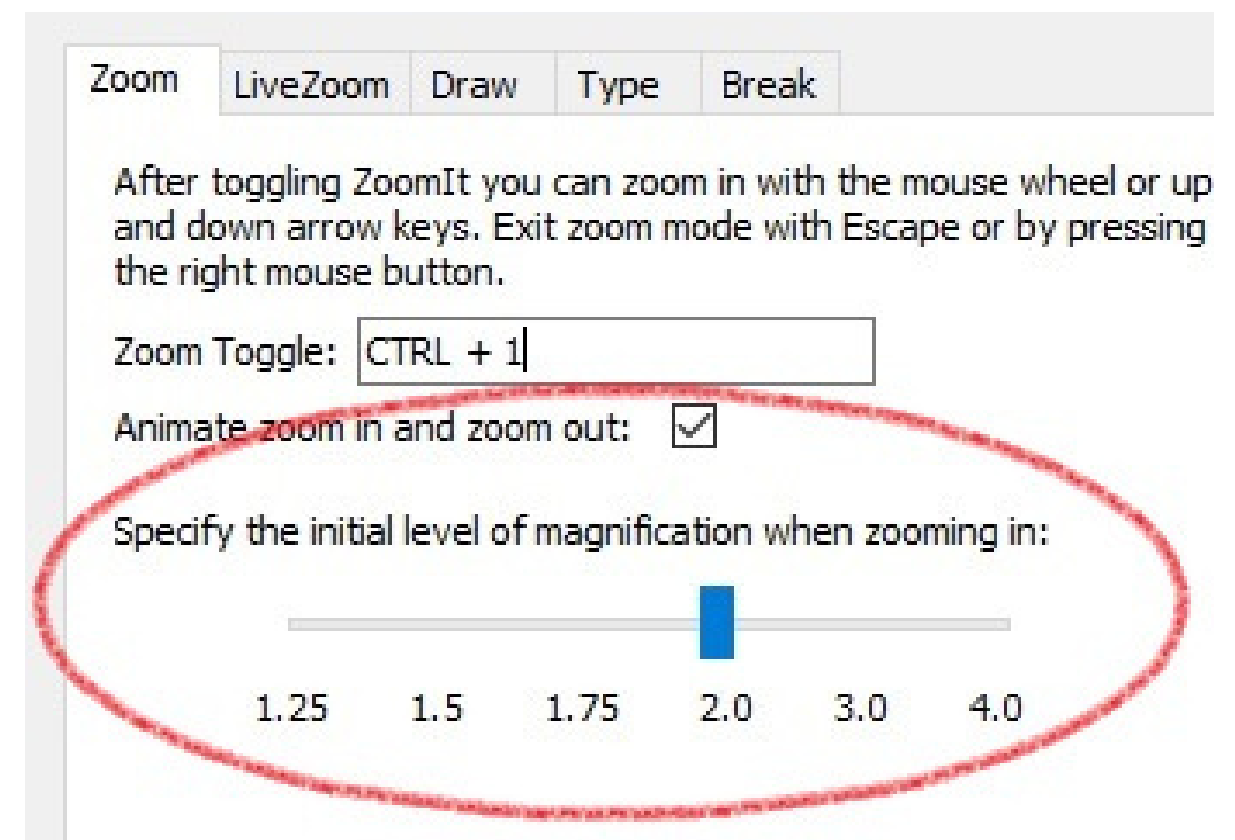 Zoom LiveZoom Draw Type Break
After toggling ZoomIt you can zoom in with the mouse wheel or up
and down arrow keys. Exit zoom mode with Escape or by pressing
the right mouse button.
Zoom Toggle: CTRL + 1
Animate zoom in and zoom out:
Specify the initial level of magnification when zooming in:
1.25 1.5 1.75 2.0 3.0 4.0